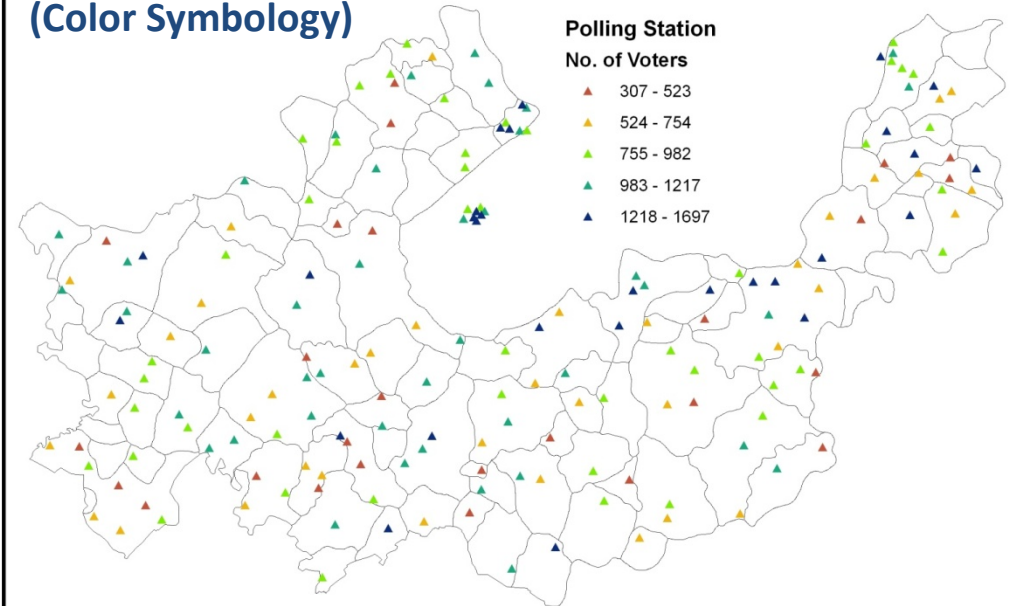 (Color Symbology)
Polling Station
No. of Voters
307 - 523
524 - 754
755 - 982
983 - 1217
1218 - 1697